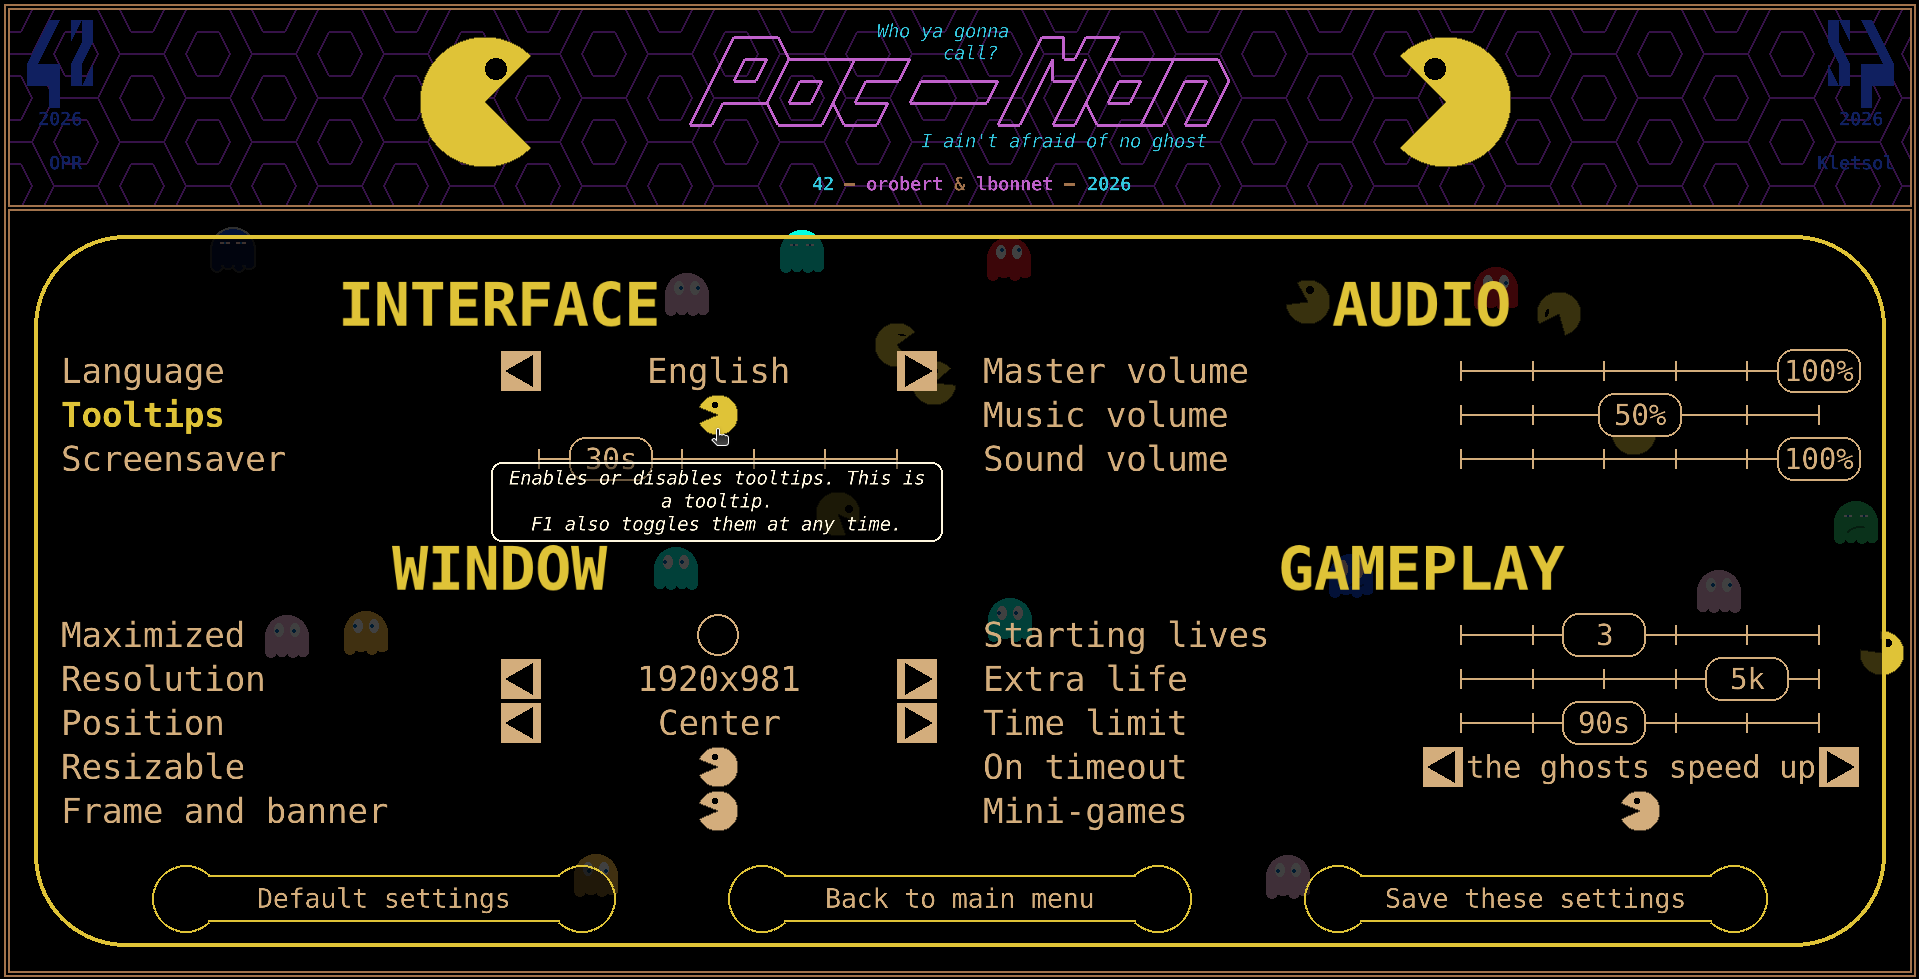 42
2026
OPR
Who ya gonna
call?
Pac-Man
I ain't afraid of no ghost
42 — orobert & lbonnet — 2026
2026
Kletsol
INTERFACE
Language English
Tooltips
Screensaver 30s
Enables or disables tooltips. This is
a tooltip.
F1 also toggles them at any time.
AUDIO
Master volume 100%
Music volume 50%
Sound volume 100%
WINDOW
Maximized
Resolution 1920x981
Position Center
Resizable
Frame and banner
GAMEPLAY
Starting lives 3
Extra life 5k
Time limit 90s
On timeout the ghosts speed up
Mini-games
Default settings
Back to main menu
Save these settings